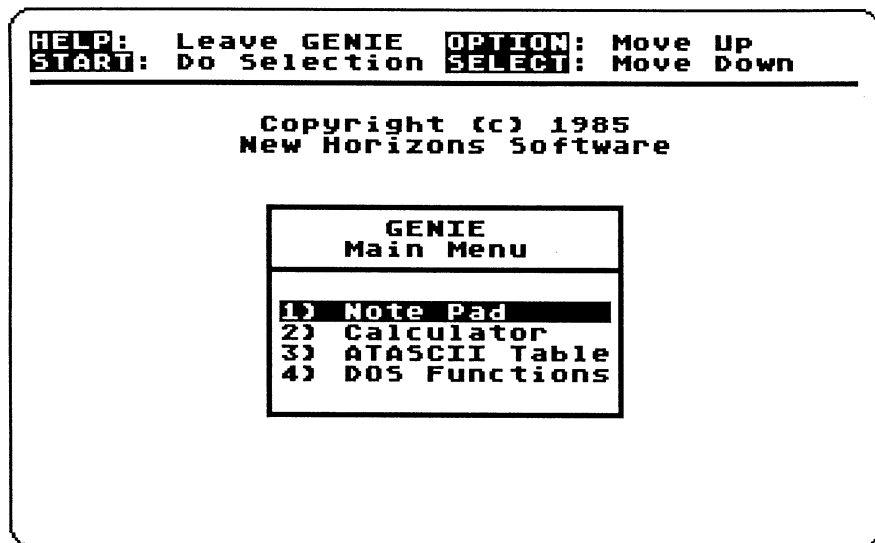 HELP: Leave GENIE OPTION: Move Up
START: Do Selection SELECT: Move Down
Copyright (c) 1985
New Horizons Software
GENIE
Main Menu
1) Note Pad
2) Calculator
3) ATASCII Table
4) DOS Functions